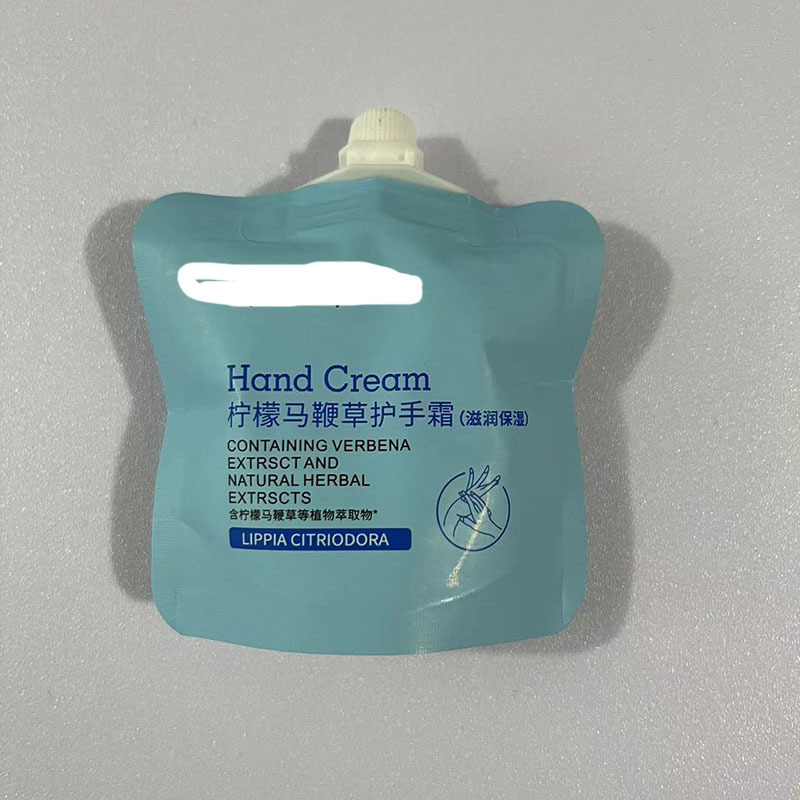 Hand Cream
柠檬马鞭草护手霜(滋润保湿)
CONTAINING VERBENA
EXTRSCT AND
NATURAL HERBAL
EXTRSCTS
含柠檬马鞭草等植物萃取物*
LIPPIA CITRIODORA